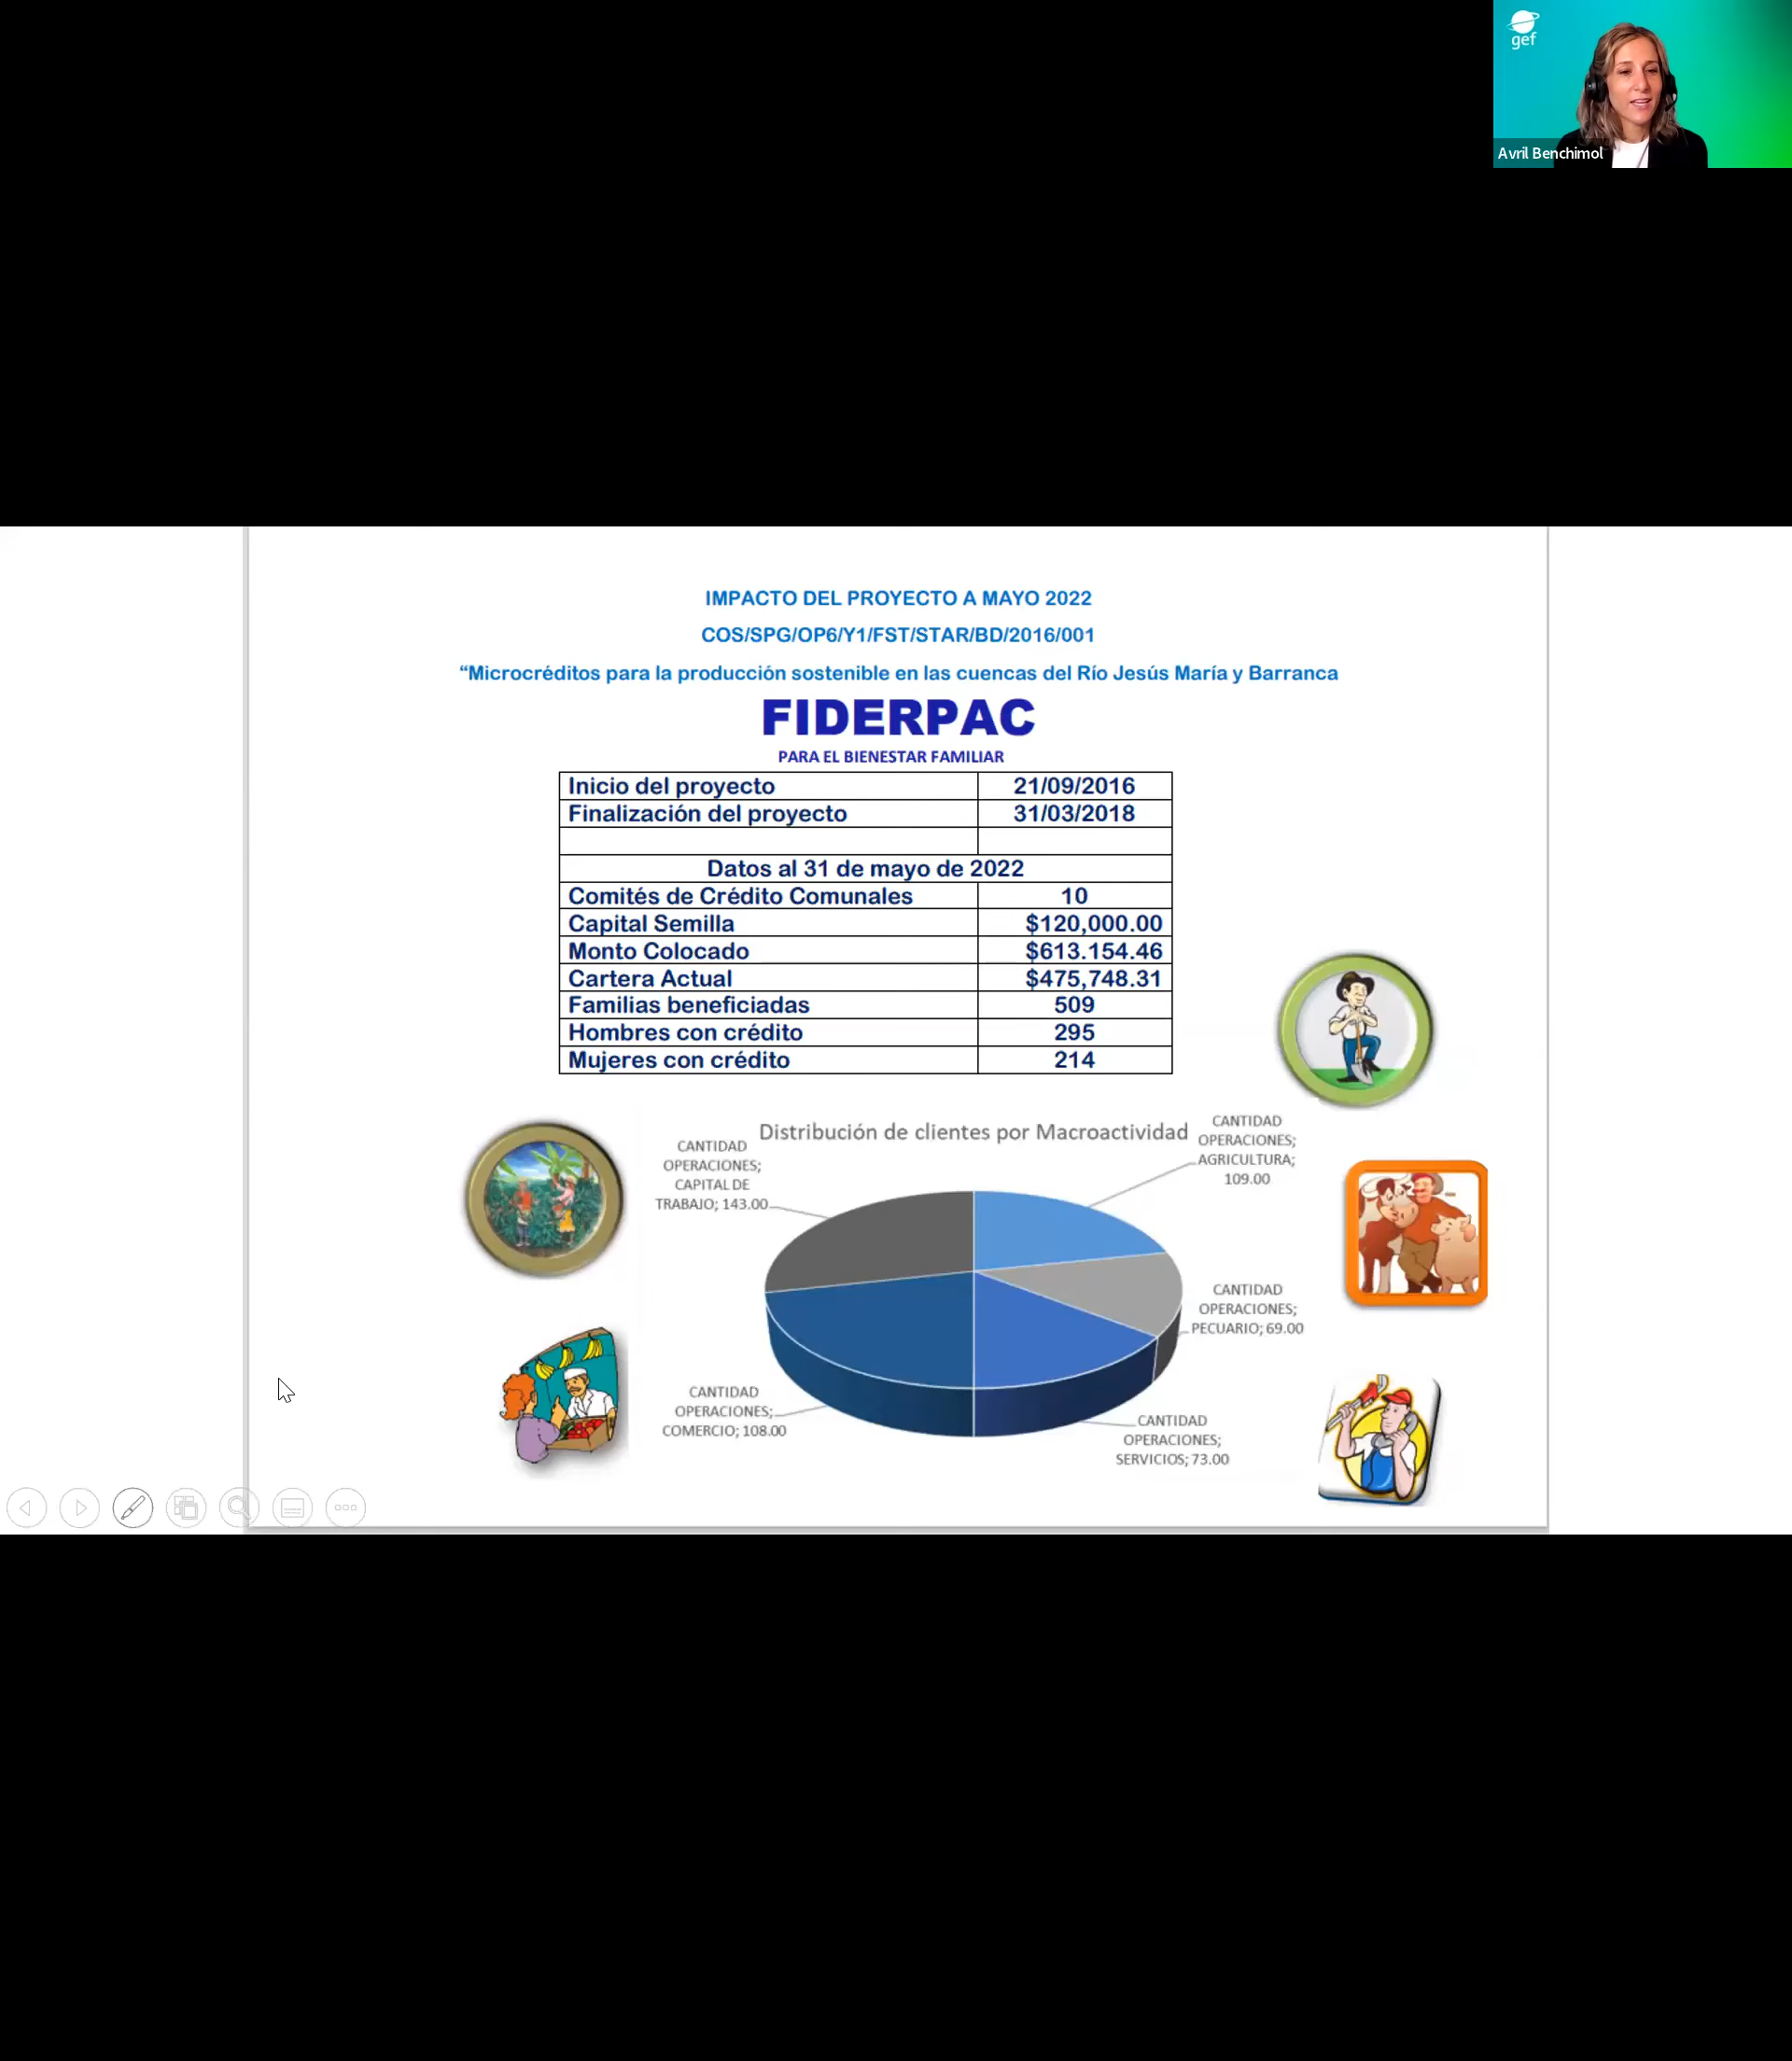 gef
Avril Benchimol
IMPACTO DEL PROYECTO A MAYO 2022
COS/SPG/OP6/Y1/FST/STAR/BD/2016/001
“Microcréditos para la producción sostenible en las cuencas del Río Jesús María y Barranca
FIDERPAC
PARA EL BIENESTAR FAMILIAR
Inicio del proyecto 21/09/2016
Finalización del proyecto 31/03/2018
Datos al 31 de mayo de 2022
Comités de Crédito Comunales 10
Capital Semilla $120,000.00
Monto Colocado $613.154.46
Cartera Actual $475,748.31
Familias beneficiadas 509
Hombres con crédito 295
Mujeres con crédito 214
Distribución de clientes por Macroactividad
CANTIDAD
OPERACIONES;
AGRICULTURA;
109.00
CANTIDAD
OPERACIONES;
CAPITAL DE
TRABAJO; 143.00
CANTIDAD
OPERACIONES;
PECUARIO; 69.00
CANTIDAD
OPERACIONES;
COMERCIO; 108.00
CANTIDAD
OPERACIONES;
SERVICIOS; 73.00